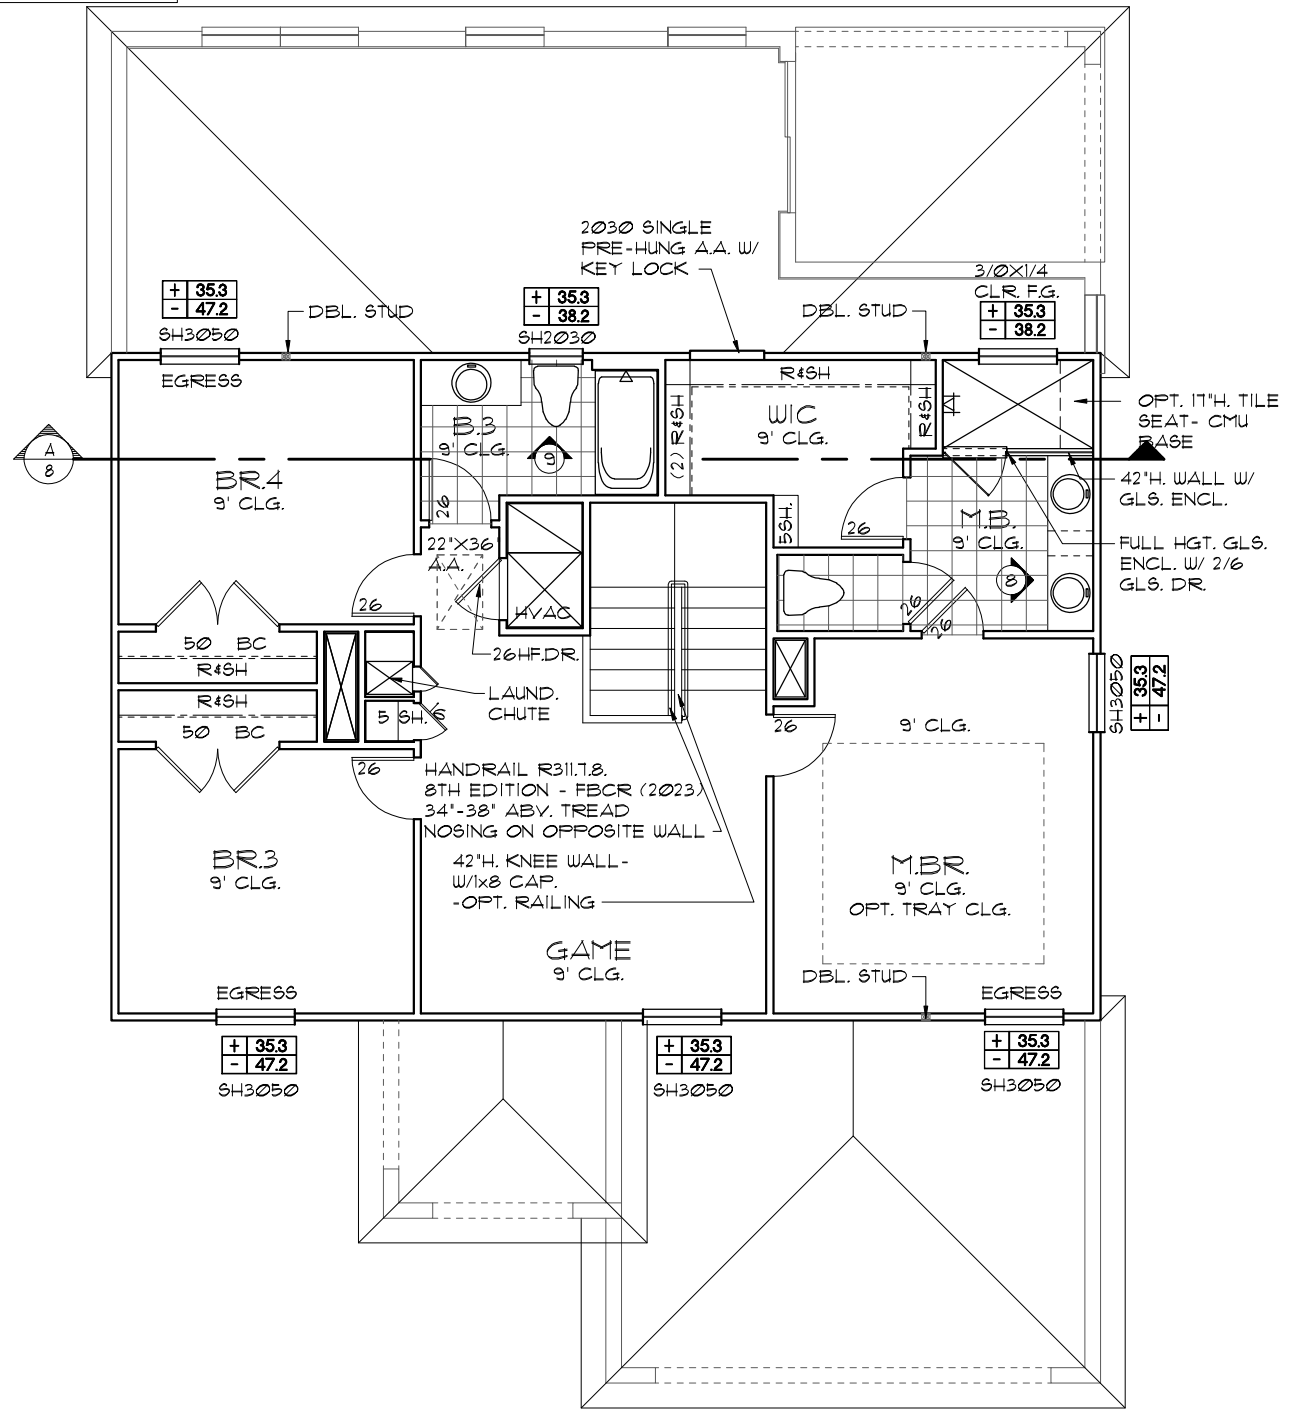 2030 SINGLE
PRE-HUNG A.A. W/
KEY LOCK
3/0X1/4
CLR. F.G.
+ 35.3
- 47.2
SH3050
EGRESS
DBL. STUD
+ 35.3
- 38.2
SH2030
DBL. STUD
+ 35.3
- 38.2
R&SH
(2) R&SH
R&SH
WIC
9' CLG.
OPT. 17"H. TILE
SEAT- CMU
BASE
A
8
B.3
9' CLG.
9
BR.4
9' CLG.
26
42"H. WALL W/
GLS. ENCL.
5SH.
26
M.B.
9' CLG.
FULL HGT. GLS.
ENCL. W/ 2/6
GLS. DR.
22"X36"
A.A.
8
26
HVAC
26
26
26HF.DR.
50 BC
R&SH
R&SH
50 BC
LAUND.
CHUTE
5 SH.
1/6
SH3050
+ 35.3
- 47.2
26
9' CLG.
26
HANDRAIL R311.7.8.
8TH EDITION - FBCR (2023)
34"-38" ABV. TREAD
NOSING ON OPPOSITE WALL
42"H. KNEE WALL-
W/1x8 CAP.
-OPT. RAILING
BR.3
9' CLG.
M.BR.
9' CLG.
OPT. TRAY CLG.
GAME
9' CLG.
DBL. STUD
EGRESS
EGRESS
+ 35.3
- 47.2
SH3050
+ 35.3
- 47.2
SH3050
+ 35.3
- 47.2
SH3050